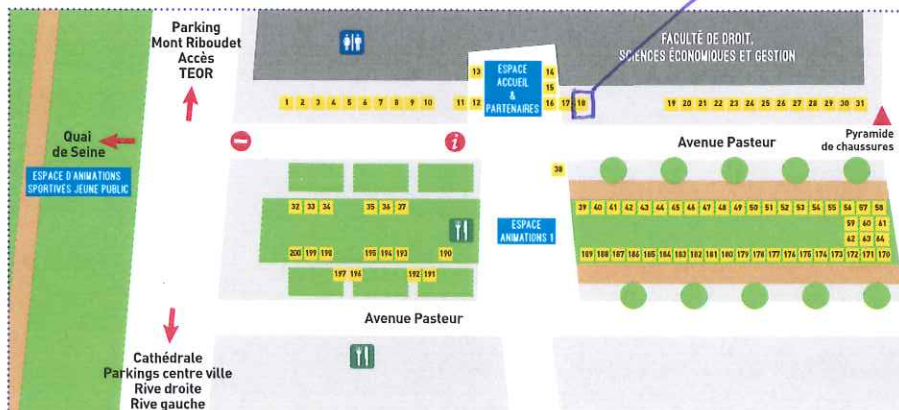 Parking
Mont Riboudet
Accès
TEOR
FACULTÉ DE DROIT,
SCIENCES ÉCONOMIQUES ET GESTION
ESPACE
ACCUEIL
&
PARTENAIRES
13
14
15
1 2 3 4 5 6 7 8 9 10
11 12
16 17 18
19 20 21 22 23 24 25 26 27 28 29 30 31
Quai
de Seine
ESPACE D'ANIMATIONS
SPORTIVES JEUNE PUBLIC
i
Avenue Pasteur
Pyramide
de chaussures
38
32 33 34
35 36 37
39 40 41 42 43 44 45 46 47 48 49 50 51 52 53 54 55 56 57 58
59 60 61
62 63 64
ESPACE
ANIMATIONS 1
200 199 198
195 194 193
190
189 188 187 186 185 184 183 182 181 180 179 178 177 176 175 174 173 172 171 170
197 196
192 191
Avenue Pasteur
Cathédrale
Parkings centre ville
Rive droite
Rive gauche